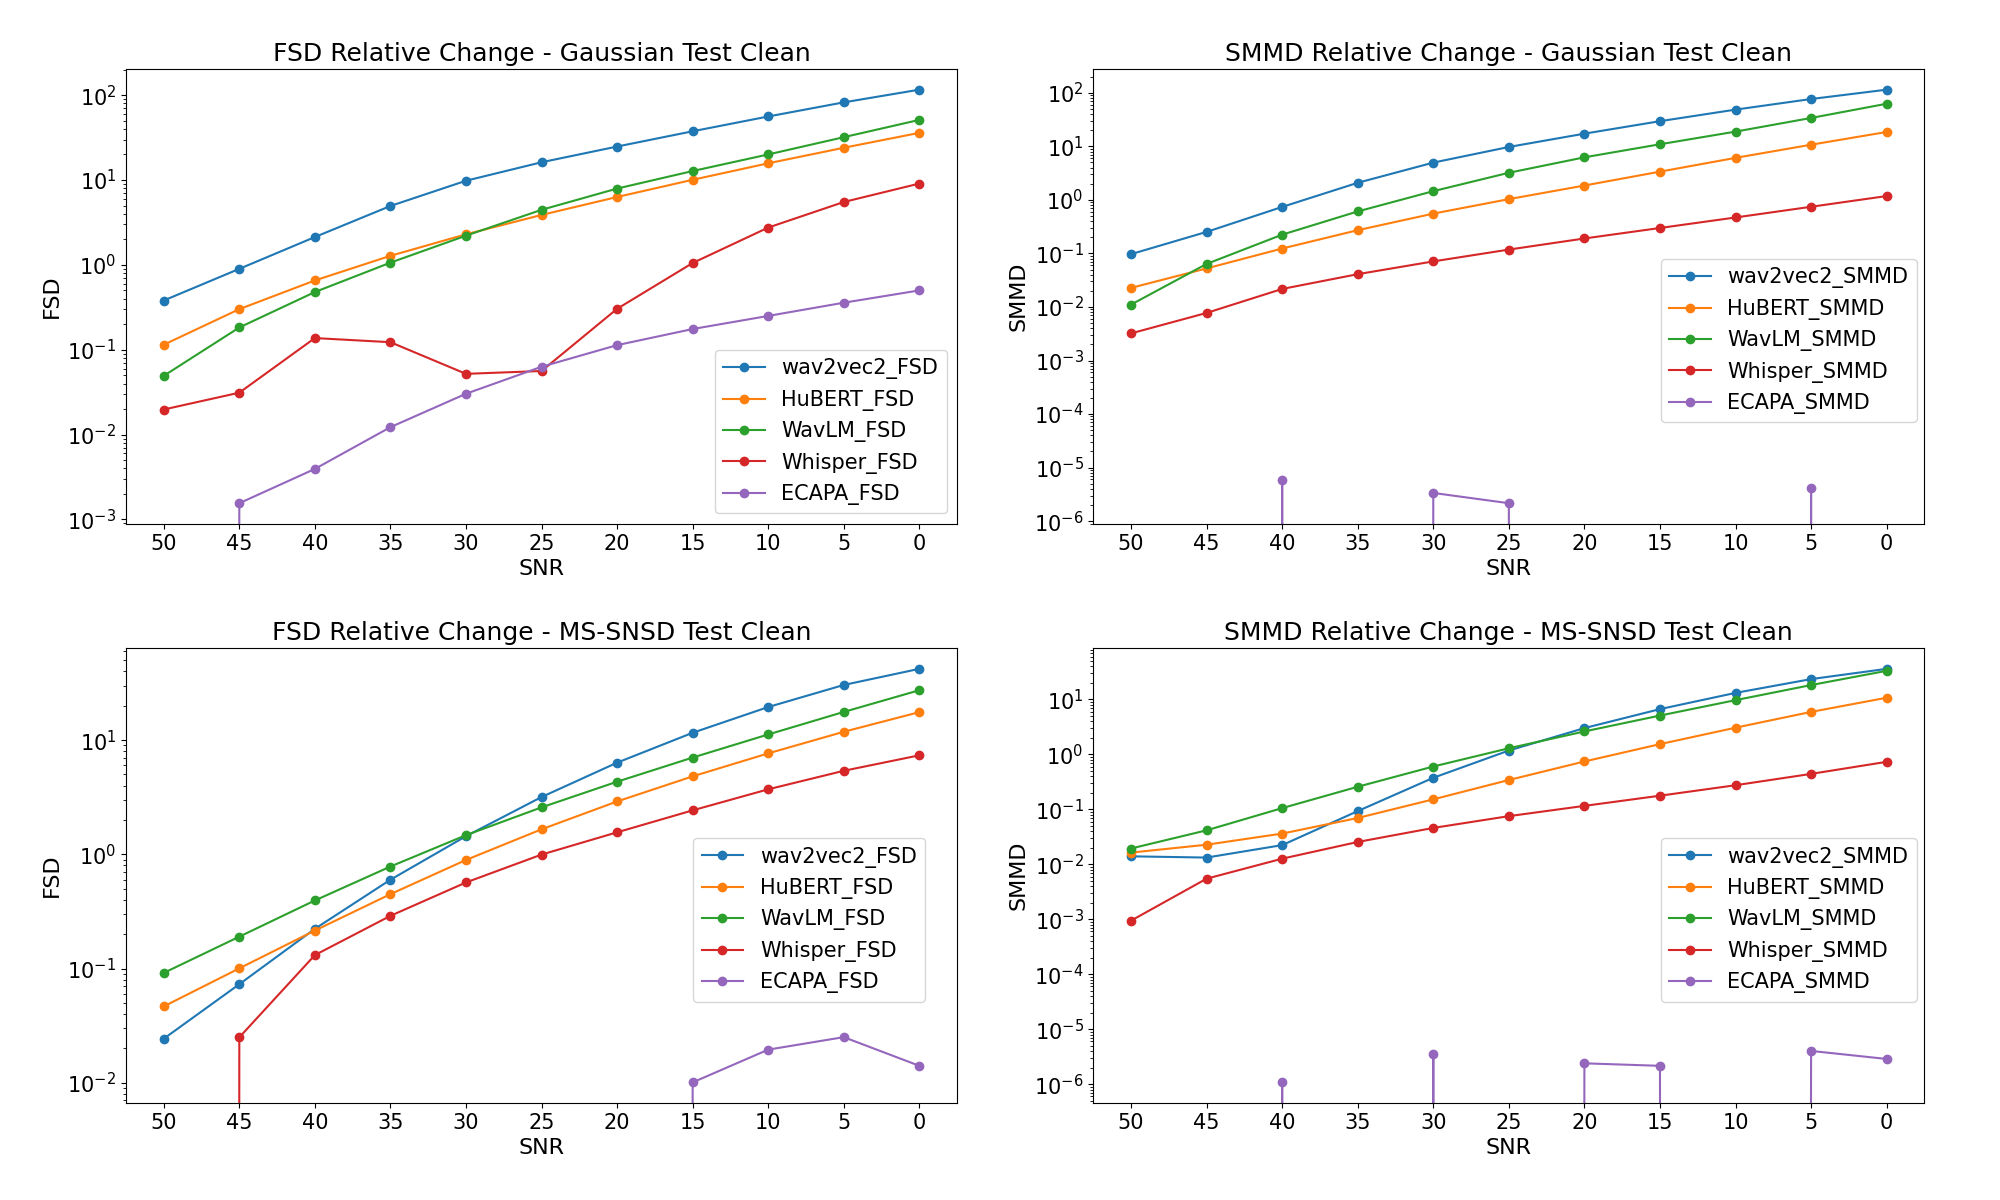 FSD Relative Change - Gaussian Test Clean
FSD
10²
10¹
10⁰
10⁻¹
10⁻²
10⁻³
wav2vec2_FSD
HuBERT_FSD
WavLM_FSD
Whisper_FSD
ECAPA_FSD
50 45 40 35 30 25 20 15 10 5 0
SNR
SMMD Relative Change - Gaussian Test Clean
SMMD
10²
10¹
10⁰
10⁻¹
10⁻²
10⁻³
10⁻⁴
10⁻⁵
10⁻⁶
wav2vec2_SMMD
HuBERT_SMMD
WavLM_SMMD
Whisper_SMMD
ECAPA_SMMD
50 45 40 35 30 25 20 15 10 5 0
SNR
FSD Relative Change - MS-SNSD Test Clean
FSD
10¹
10⁰
10⁻¹
10⁻²
wav2vec2_FSD
HuBERT_FSD
WavLM_FSD
Whisper_FSD
ECAPA_FSD
50 45 40 35 30 25 20 15 10 5 0
SNR
SMMD Relative Change - MS-SNSD Test Clean
SMMD
10¹
10⁰
10⁻¹
10⁻²
10⁻³
10⁻⁴
10⁻⁵
10⁻⁶
wav2vec2_SMMD
HuBERT_SMMD
WavLM_SMMD
Whisper_SMMD
ECAPA_SMMD
50 45 40 35 30 25 20 15 10 5 0
SNR